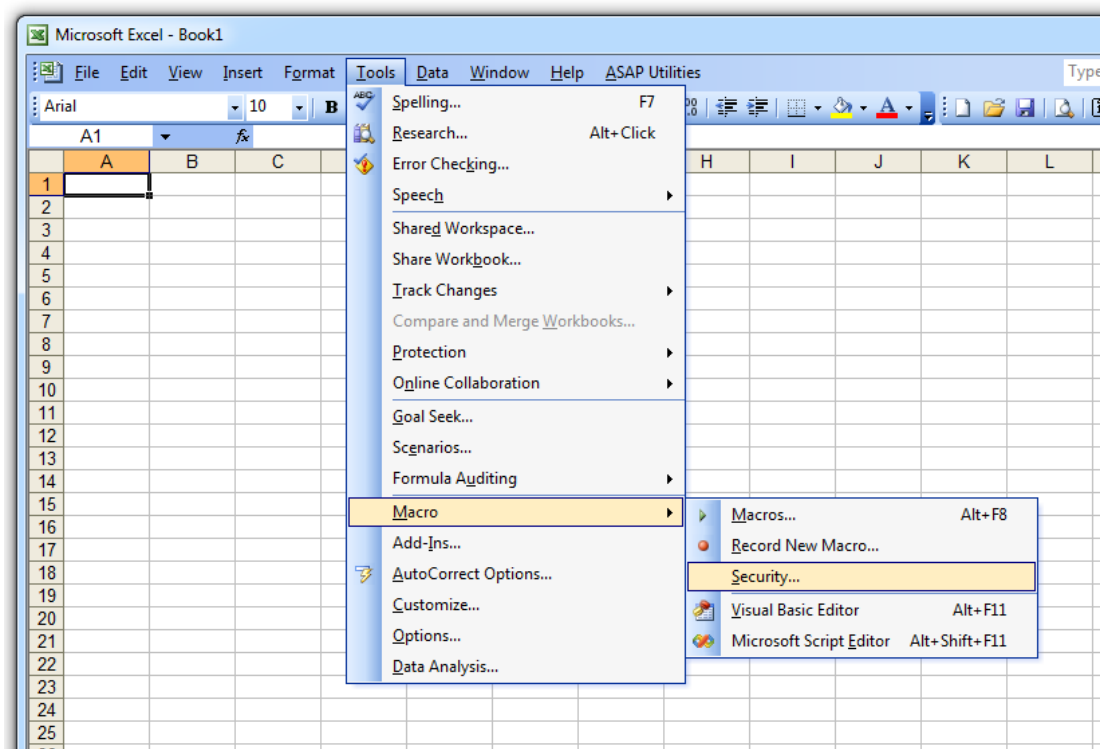 Microsoft Excel - Book1
File Edit View Insert Format Tools Data Window Help ASAP Utilities Type
Arial 10 B A
A1 fx
A B C H I J K L
Spelling... F7
Research... Alt+Click
Error Checking...
Speech
Shared Workspace...
Share Workbook...
Track Changes
Compare and Merge Workbooks...
Protection
Online Collaboration
Goal Seek...
Scenarios...
Formula Auditing
Macro
Add-Ins...
AutoCorrect Options...
Customize...
Options...
Data Analysis...
Macros... Alt+F8
Record New Macro...
Security...
Visual Basic Editor Alt+F11
Microsoft Script Editor Alt+Shift+F11
1
2
3
4
5
6
7
8
9
10
11
12
13
14
15
16
17
18
19
20
21
22
23
24
25